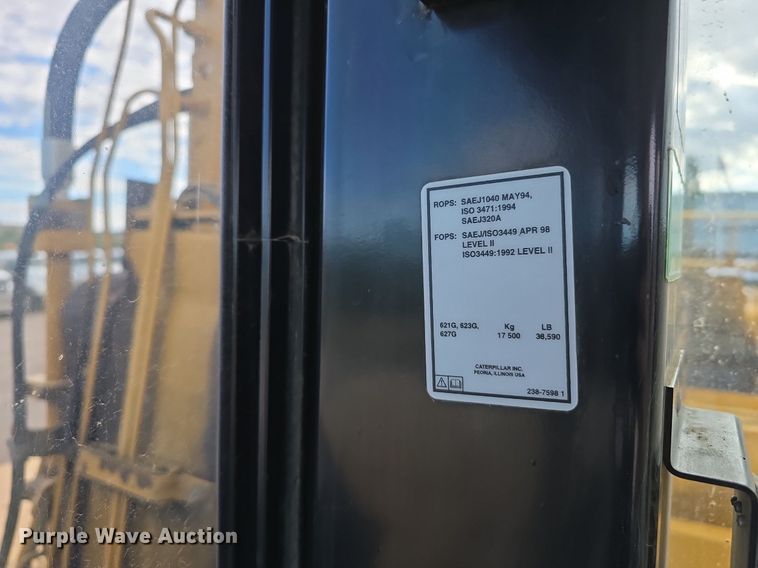 ROPS: SAEJ1040 MAY94,
ISO 3471:1994
SAEJ320A
FOPS: SAEJ/ISO3449 APR 98
LEVEL II
ISO3449:1992 LEVEL II
Kg LB
621G, 623G, 17 500 38,590
627G
CATERPILLAR INC.
PEORIA, ILLINOIS USA
238-7598 1
Purple Wave Auction